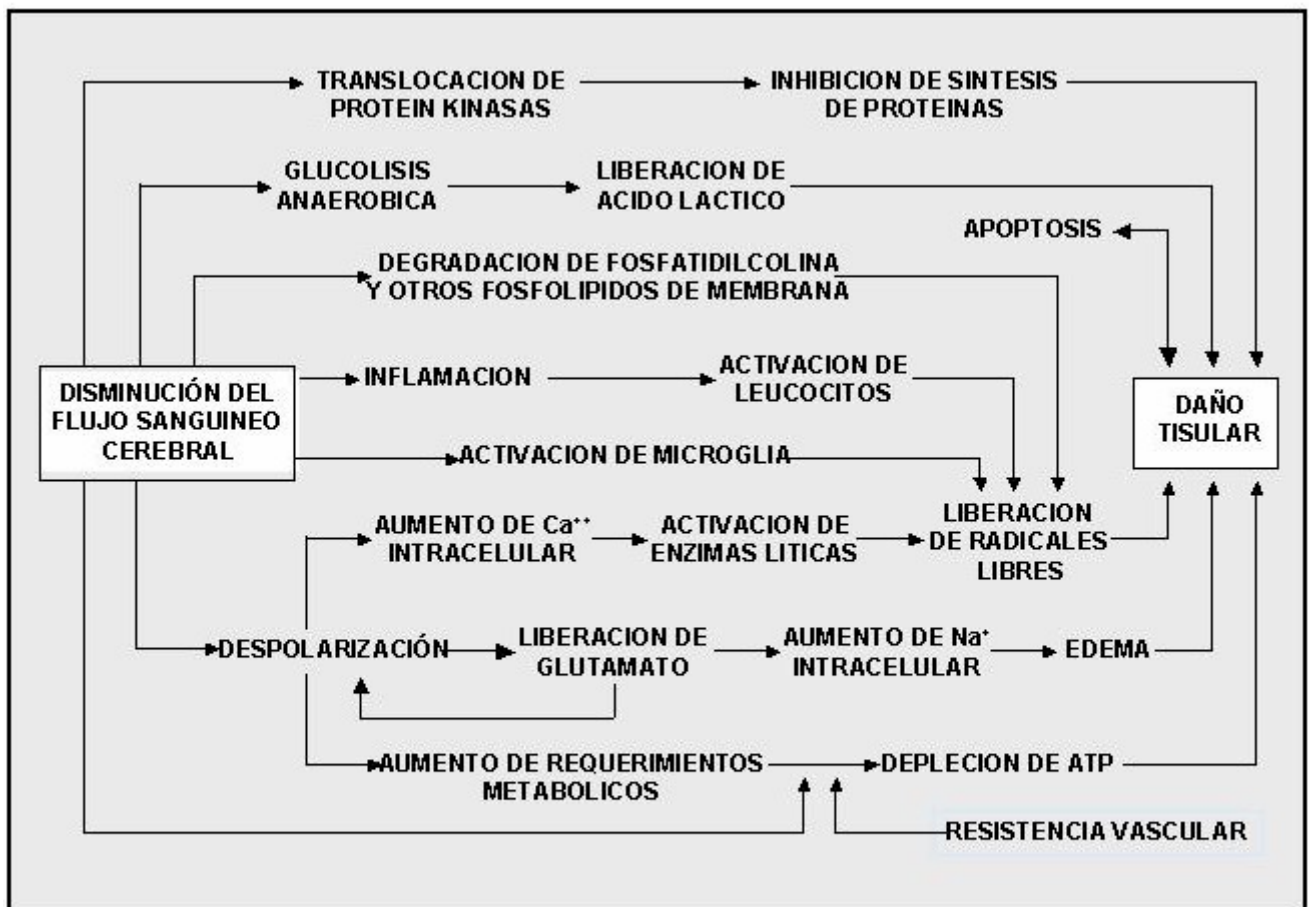 TRANSLOCACION DE
PROTEIN KINASAS
INHIBICION DE SINTESIS
DE PROTEINAS
GLUCOLISIS
ANAEROBICA
LIBERACION DE
ACIDO LACTICO
APOPTOSIS
DEGRADACION DE FOSFATIDILCOLINA
Y OTROS FOSFOLIPIDOS DE MEMBRANA
DISMINUCIÓN DEL
FLUJO SANGUINEO
CEREBRAL
INFLAMACION
ACTIVACION DE
LEUCOCITOS
DAÑO
TISULAR
ACTIVACION DE MICROGLIA
AUMENTO DE Ca⁺⁺
INTRACELULAR
ACTIVACION DE
ENZIMAS LITICAS
LIBERACION
DE RADICALES
LIBRES
DESPOLARIZACIÓN
LIBERACION DE
GLUTAMATO
AUMENTO DE Na⁺
INTRACELULAR
EDEMA
AUMENTO DE REQUERIMIENTOS
METABOLICOS
DEPLECION DE ATP
RESISTENCIA VASCULAR